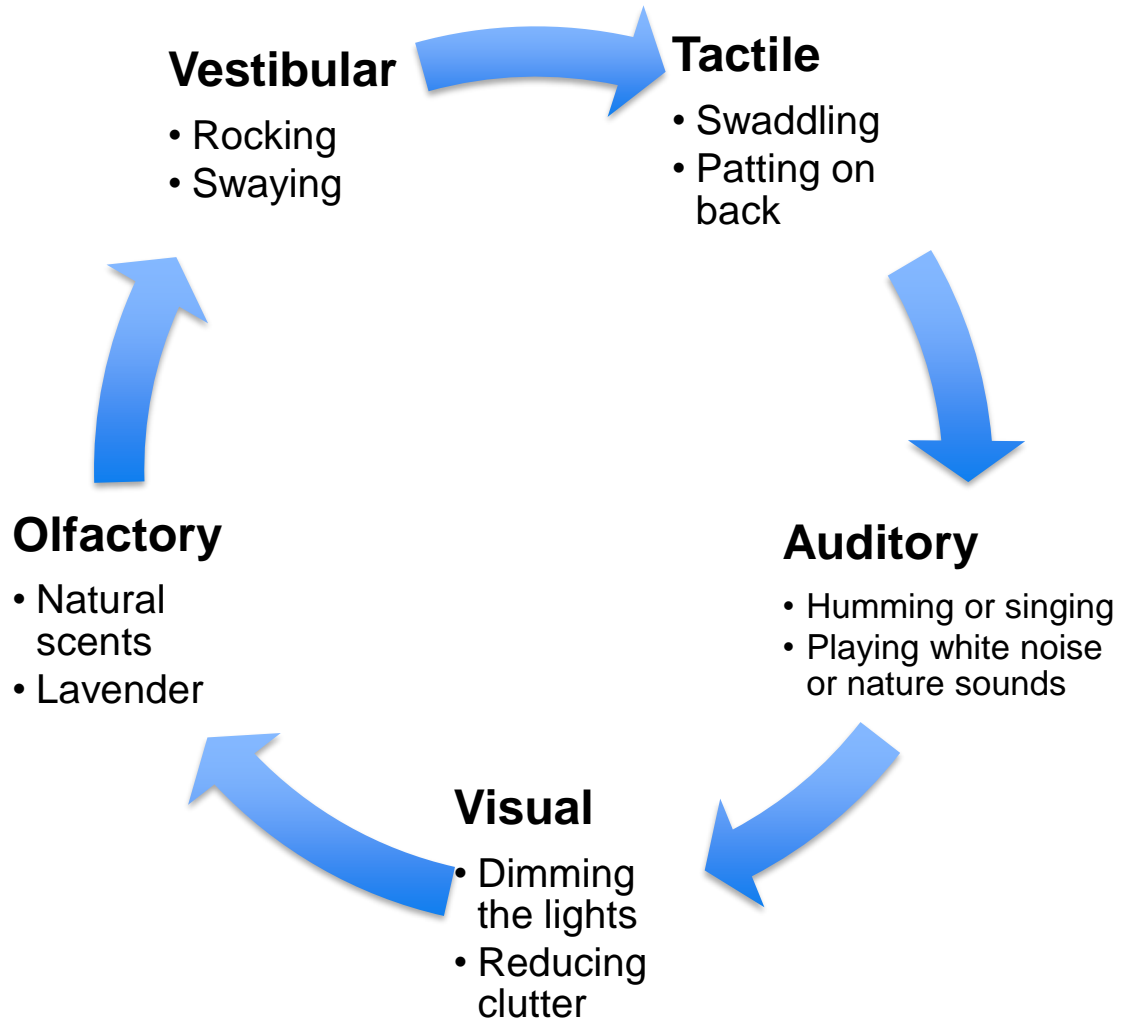 Vestibular
• Rocking
• Swaying
Tactile
• Swaddling
• Patting on
back
Auditory
• Humming or singing
• Playing white noise
or nature sounds
Visual
• Dimming
the lights
• Reducing
clutter
Olfactory
• Natural
scents
• Lavender